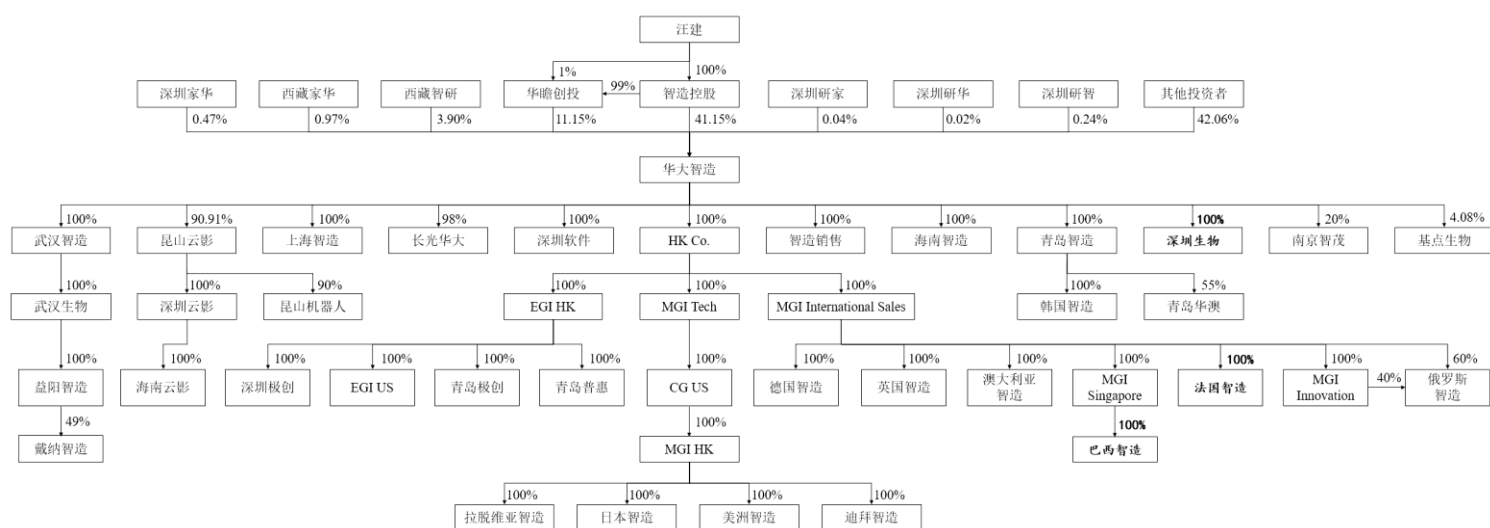 汪建
1%
100%
深圳家华
西藏家华
西藏智研
华瞻创投
99%
智造控股
深圳研家
深圳研华
深圳研智
其他投资者
0.47%
0.97%
3.90%
11.15%
41.15%
0.04%
0.02%
0.24%
42.06%
华大智造
100%
90.91%
100%
98%
100%
100%
100%
100%
100%
100%
20%
4.08%
武汉智造
昆山云影
上海智造
长光华大
深圳软件
HK Co.
智造销售
海南智造
青岛智造
深圳生物
南京智茂
基点生物
100%
100%
90%
100%
100%
100%
100%
55%
武汉生物
深圳云影
昆山机器人
EGI HK
MGI Tech
MGI International Sales
韩国智造
青岛华澳
100%
100%
100%
100%
100%
100%
100%
100%
100%
100%
100%
100%
100%
60%
益阳智造
海南云影
深圳极创
EGI US
青岛极创
青岛普惠
CG US
德国智造
英国智造
澳大利亚
智造
MGI
Singapore
法国智造
MGI
Innovation
40%
俄罗斯
智造
49%
100%
100%
戴纳智造
MGI HK
巴西智造
100%
100%
100%
100%
拉脱维亚智造
日本智造
美洲智造
迪拜智造